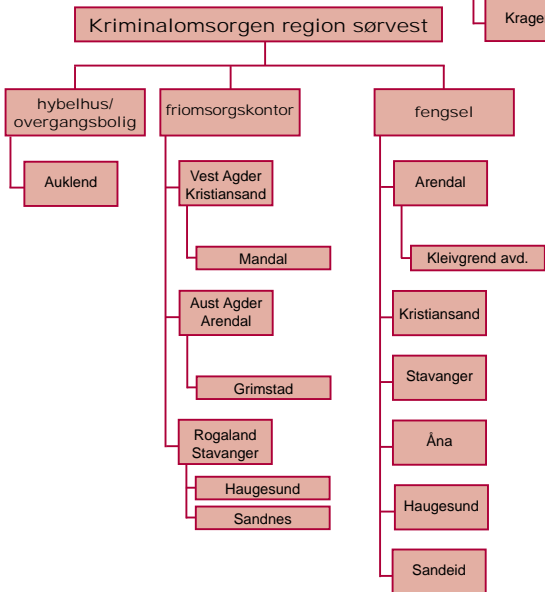 Krage
Kriminalomsorgen region sørvest
hybelhus/
overgangsbolig
Auklend
friomsorgskontor
Vest Agder
Kristiansand
Mandal
Aust Agder
Arendal
Grimstad
Rogaland
Stavanger
Haugesund
Sandnes
fengsel
Arendal
Kleivgrend avd.
Kristiansand
Stavanger
Åna
Haugesund
Sandeid